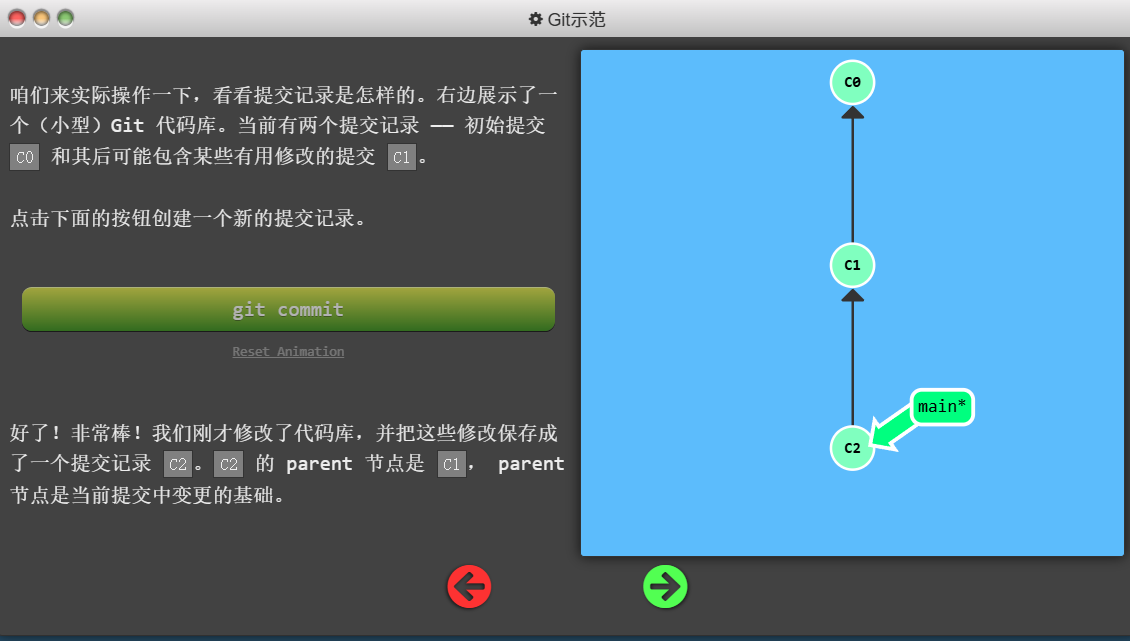 Git示范
咱们来实际操作一下，看看提交记录是怎样的。右边展示了一
个（小型）Git 代码库。当前有两个提交记录 —— 初始提交
C0 和其后可能包含某些有用修改的提交 C1。
点击下面的按钮创建一个新的提交记录。
git commit
Reset Animation
好了！非常棒！我们刚才修改了代码库，并把这些修改保存成
了一个提交记录 C2。C2 的 parent 节点是 C1， parent
节点是当前提交中变更的基础。
C0
C1
main*
C2